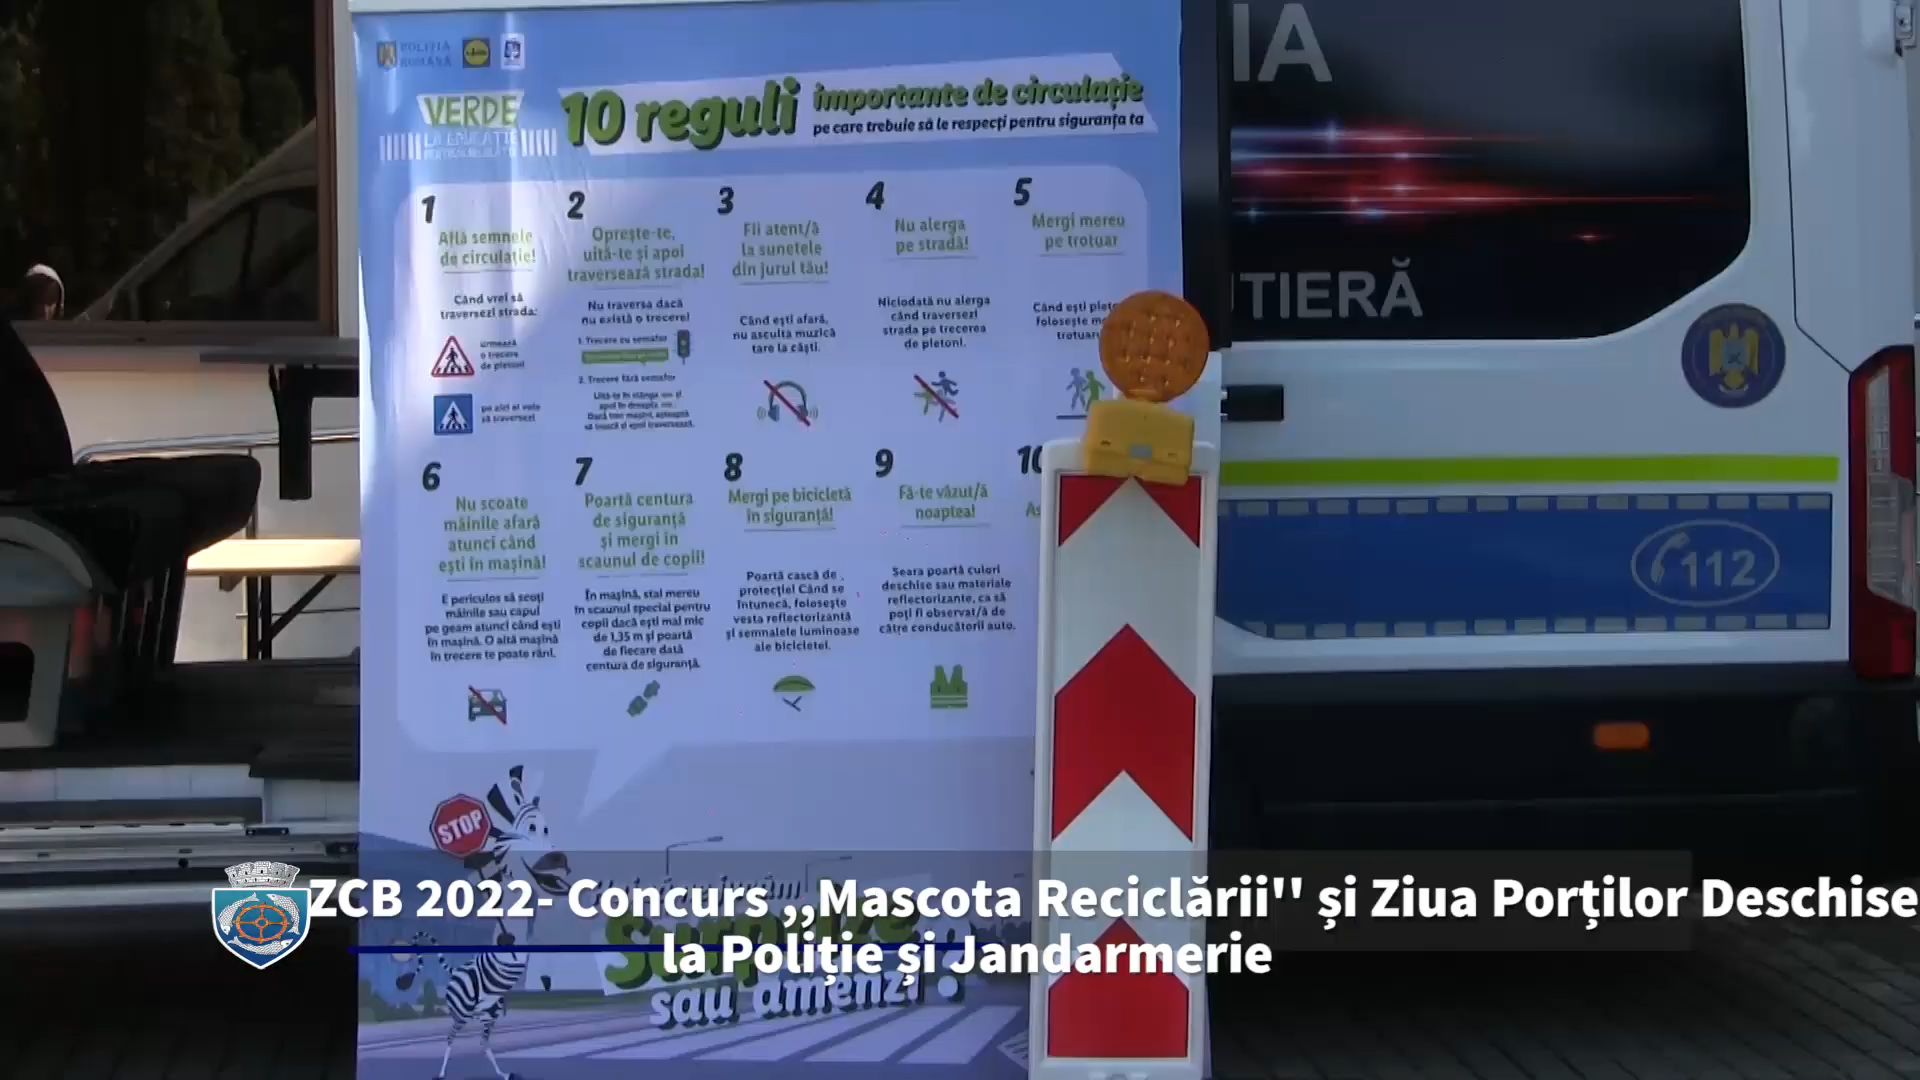 POLIȚIA
ROMÂNĂ
VERDE
LA EDUCAȚIE
10 reguli importante de circulație
pe care trebuie să le respecți pentru siguranța ta
1
Află semnele
de circulație!
Când vrei să
traversezi strada:
urmează
o trecere
de pietoni
pe aici ai voie
să traversezi
2
Oprește-te,
uită-te și apoi
traversează strada!
Nu traversa dacă
nu există o trecere!
1. Trecere cu semafor
2. Trecere fără semafor
3
Fii atent/ă
la sunetele
din jurul tău!
Când ești afară,
nu asculta muzică
tare la căști.
4
Nu alerga
pe stradă!
Niciodată nu alerga
când traversezi
strada pe trecerea
de pietoni.
5
Mergi mereu
pe trotuar
Când ești
folosește
6
Nu scoate
mâinile afară
atunci când
ești în mașină!
E periculos să scoți
mâinile sau capul
pe geam atunci când ești
în mașină. O altă mașină
în trecere te poate răni.
7
Poartă centura
de siguranță
și mergi în
scaunul de copil!
În mașină, stai mereu
în scaunul special pentru
copii dacă ești mai mic
de 1,35 m și poartă
de fiecare dată
centura de siguranță.
8
Mergi pe bicicletă
în siguranță!
Poartă cască de
protecție! Când se
întunecă, folosește
vesta reflectorizantă
și semnalele luminoase
ale bicicletei.
9
Fă-te văzut/ă
noaptea!
Seara poartă culori
deschise sau materiale
reflectorizante, ca să
poți fi observat/ă de
către conducătorii auto.
10
STOP
Surprize
sau amenzi?
IA
TIERĂ
112
ZCB 2022- Concurs ,,Mascota Reciclării'' și Ziua Porților Deschise
la Poliție și Jandarmerie